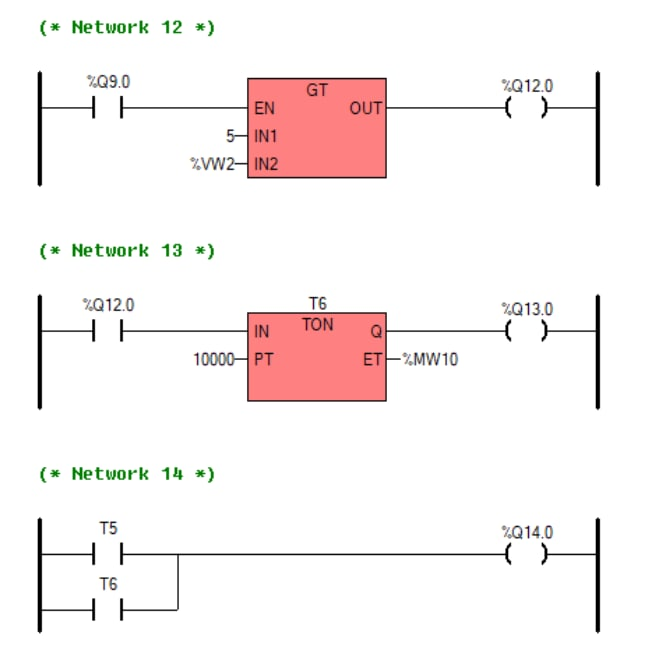 (* Network 12 *)
%Q9.0
GT
%Q12.0
EN OUT
5 IN1
%VW2 IN2
(* Network 13 *)
%Q12.0
T6
%Q13.0
TON
IN Q
10000 PT ET %MW10
(* Network 14 *)
T5
%Q14.0
T6